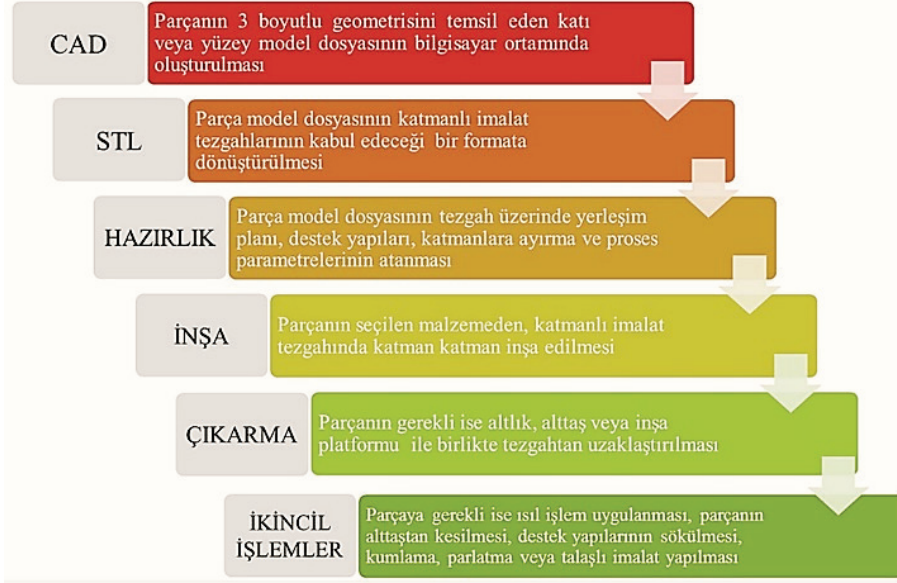 CAD
Parçanın 3 boyutlu geometrisini temsil eden katı
veya yüzey model dosyasının bilgisayar ortamında
oluşturulması
STL
Parça model dosyasının katmanlı imalat
tezgahlarının kabul edeceği bir formata
dönüştürülmesi
HAZIRLIK
Parça model dosyasının tezgah üzerinde yerleşim
planı, destek yapıları, katmanlara ayırma ve proses
parametrelerinin atanması
İNŞA
Parçanın seçilen malzemeden, katmanlı imalat
tezgahında katman katman inşa edilmesi
ÇIKARMA
Parçanın gerekli ise altlık, alttaş veya inşa
platformu ile birlikte tezgahtan uzaklaştırılması
İKİNCİL
İŞLEMLER
Parçaya gerekli ise ısıl işlem uygulanması, parçanın
alttaştan kesilmesi, destek yapılarının sökülmesi,
kumlama, parlatma veya talaşlı imalat yapılması